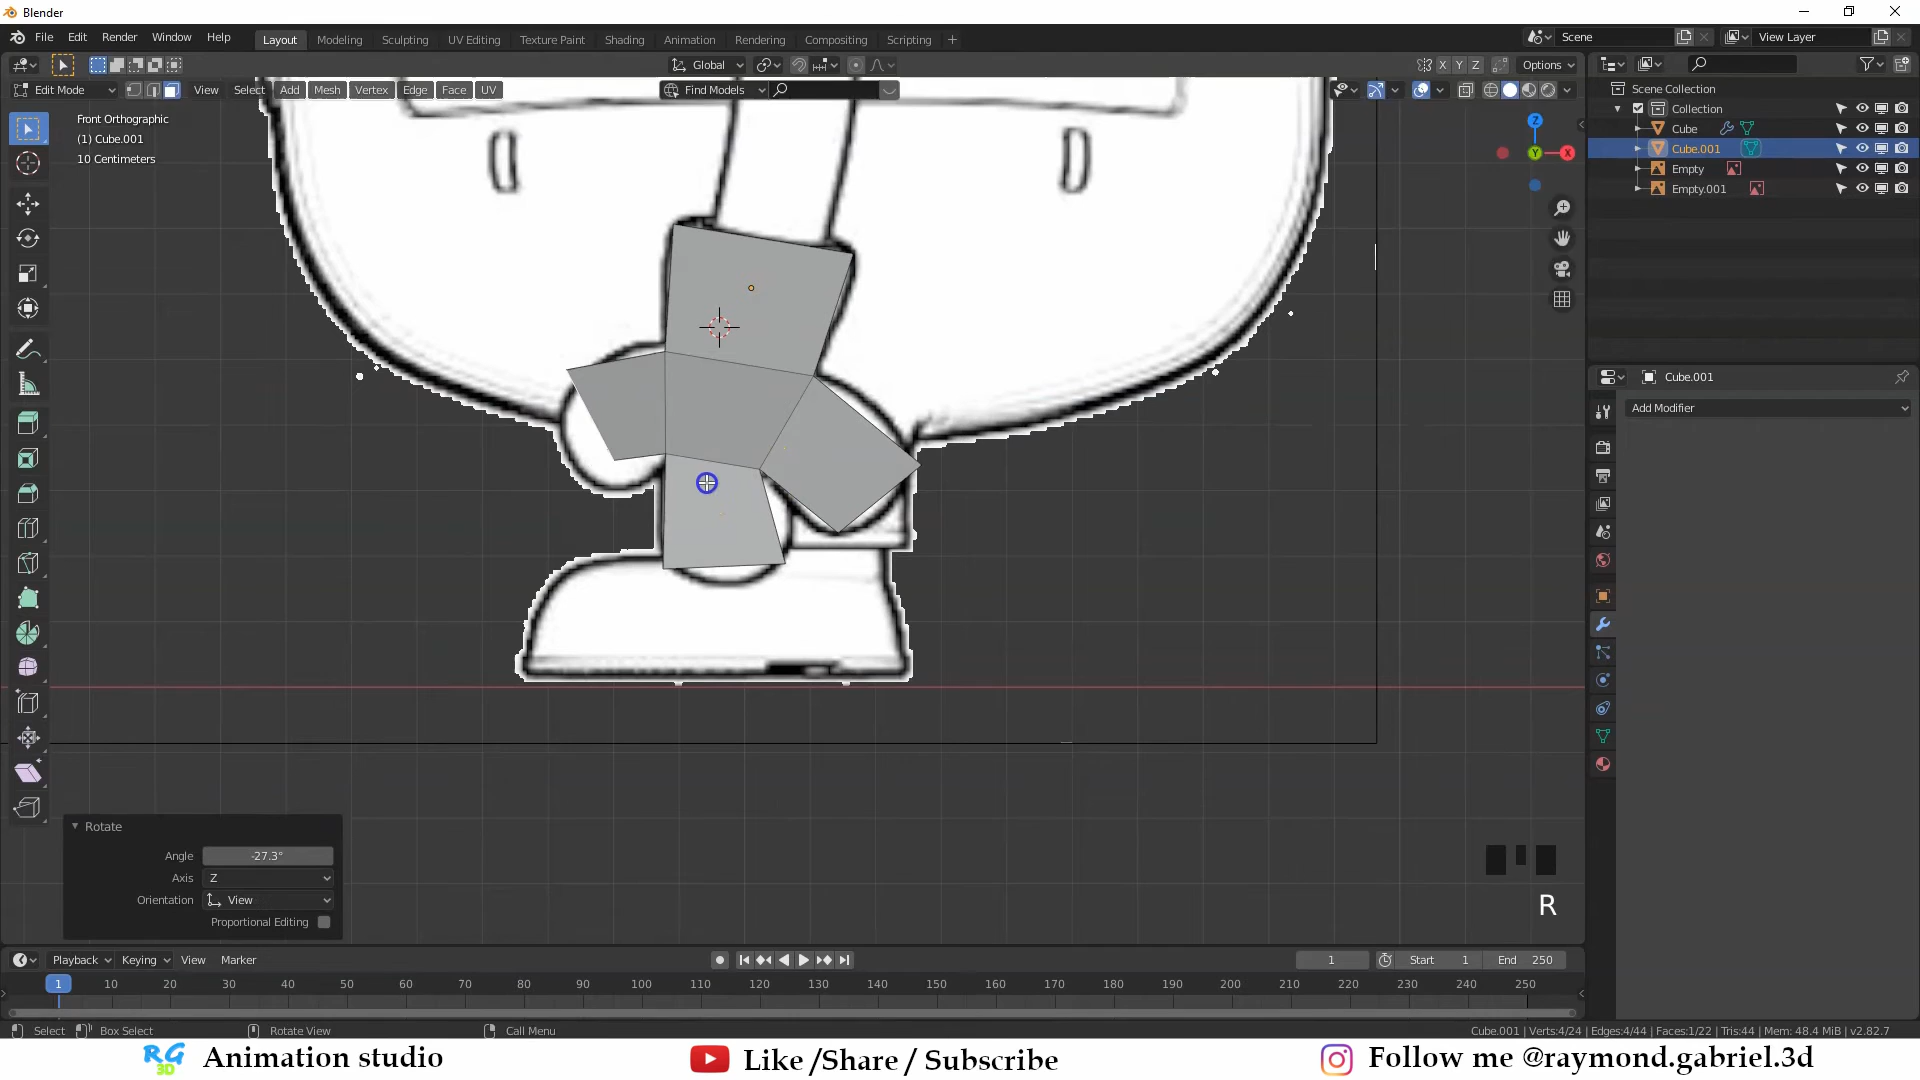 Blender
File Edit Render Window Help
Layout Modeling Sculpting UV Editing Texture Paint Shading Animation Rendering Compositing Scripting
Scene View Layer
Global
X Y Z Options
Edit Mode View Select Add Mesh Vertex Edge Face UV
Find Models
Front Orthographic
(1) Cube.001
10 Centimeters
Z
X
Y
Scene Collection
Collection
Cube
Cube.001
Empty
Empty.001
Cube.001
Add Modifier
Rotate
Angle -27.3°
Axis Z
Orientation View
Proportional Editing
R
Playback Keying View Marker
1 Start 1 End 250
1 10 20 30 40 50 60 70 80 90 100 110 120 130 140 150 160 170 180 190 200 210 220 230 240 250
Select Box Select Rotate View Call Menu
Cube.001 | Verts:4/24 | Edges:4/44 | Faces:1/22 | Tris:44 | Mem: 48.4 MiB | v2.82.7
RG 3D Animation studio
Like /Share / Subscribe
Follow me @raymond.gabriel.3d